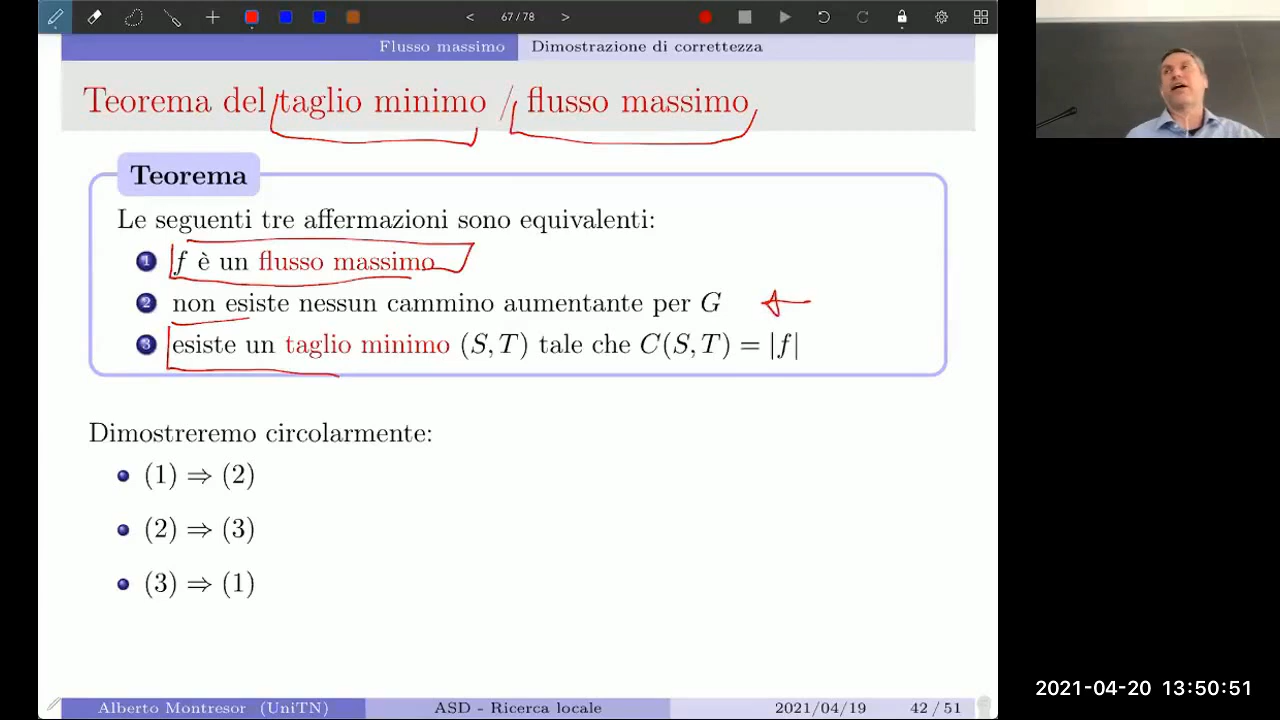 67 / 78
Flusso massimo Dimostrazione di correttezza
Teorema del taglio minimo / flusso massimo
Teorema
Le seguenti tre affermazioni sono equivalenti:
1 f è un flusso massimo
2 non esiste nessun cammino aumentante per G
3 esiste un taglio minimo (S, T) tale che C(S, T) = |f|
Dimostreremo circolarmente:
(1) ⇒ (2)
(2) ⇒ (3)
(3) ⇒ (1)
Alberto Montresor (UniTN) ASD - Ricerca locale 2021/04/19 42 / 51
2021-04-20 13:50:51